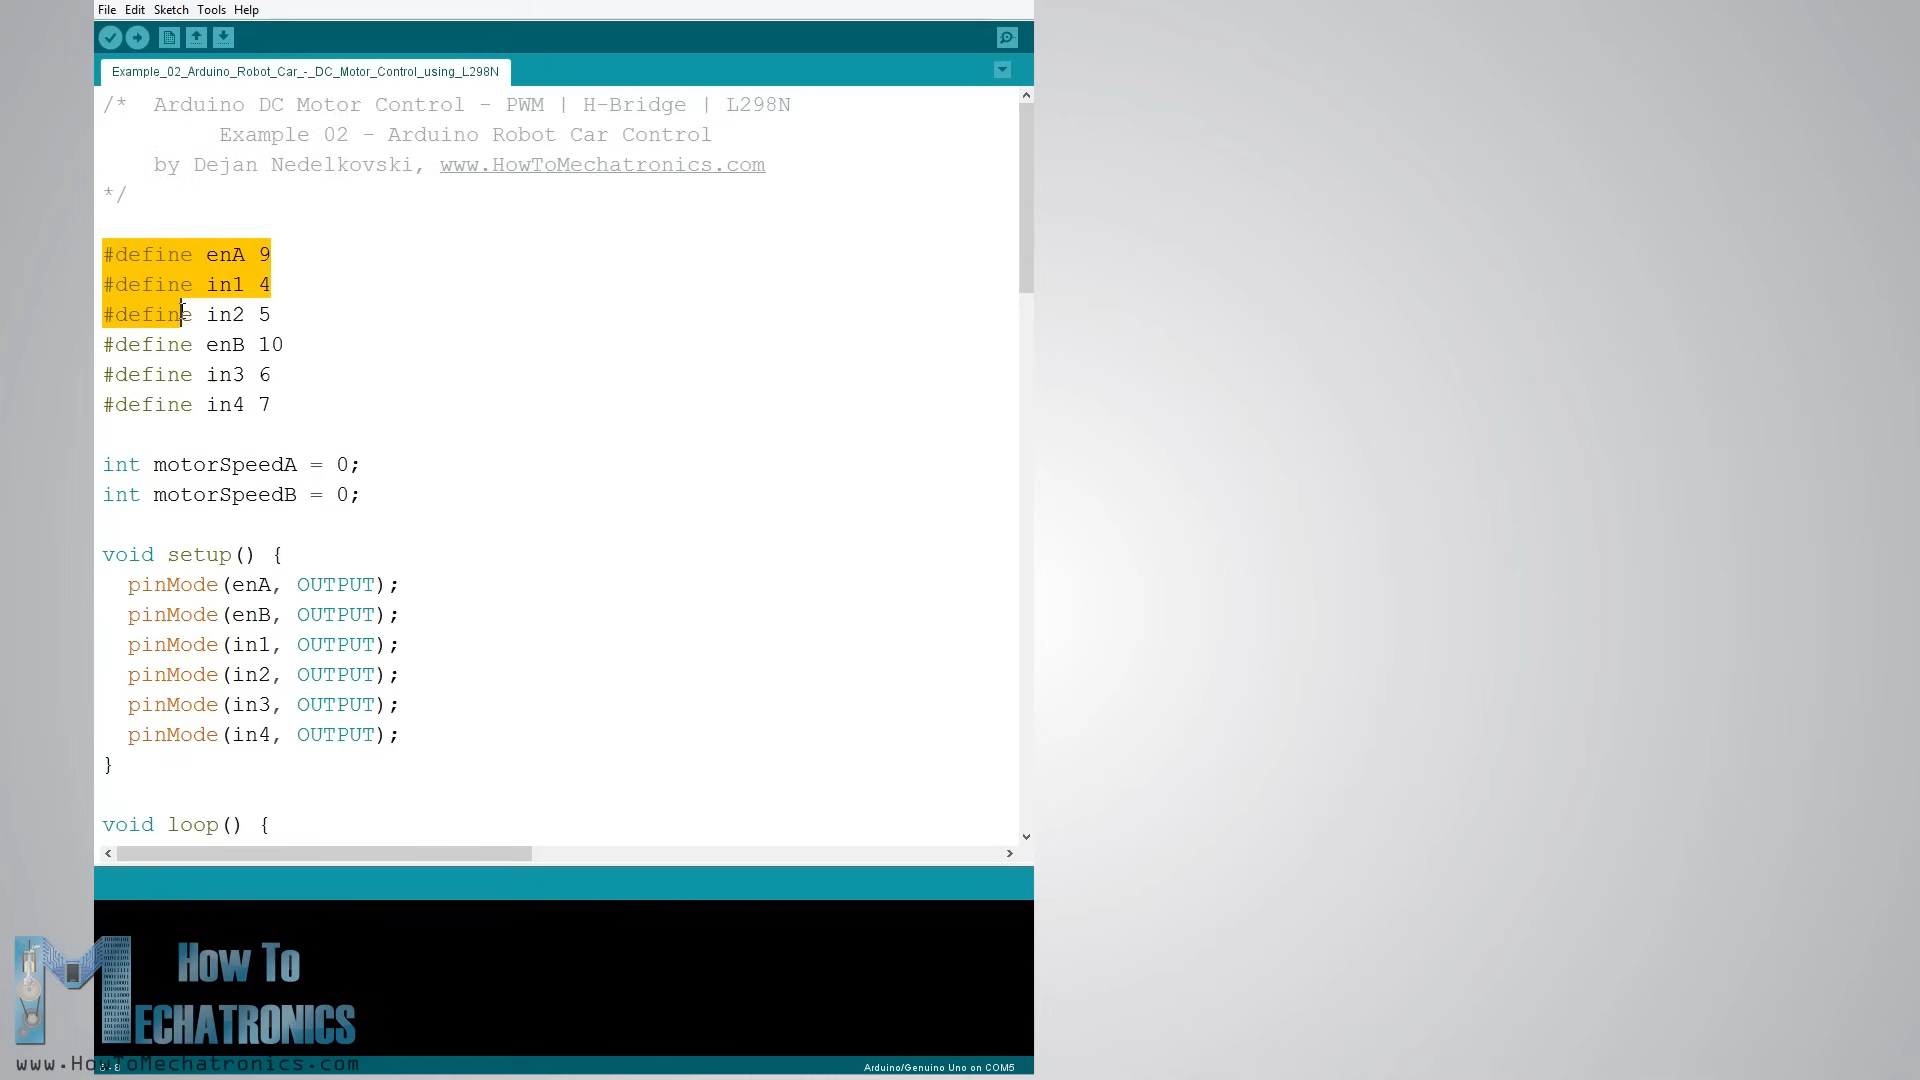 File Edit Sketch Tools Help
Example_02_Arduino_Robot_Car_-_DC_Motor_Control_using_L298N
/*  Arduino DC Motor Control - PWM | H-Bridge | L298N
         Example 02 - Arduino Robot Car Control
    by Dejan Nedelkovski, www.HowToMechatronics.com
*/
#define enA 9
#define in1 4
#define in2 5
#define enB 10
#define in3 6
#define in4 7
int motorSpeedA = 0;
int motorSpeedB = 0;
void setup() {
  pinMode(enA, OUTPUT);
  pinMode(enB, OUTPUT);
  pinMode(in1, OUTPUT);
  pinMode(in2, OUTPUT);
  pinMode(in3, OUTPUT);
  pinMode(in4, OUTPUT);
}
void loop() {
How To
MECHATRONICS
www.HowToMechatronics.com
Arduino/Genuino Uno on COM5